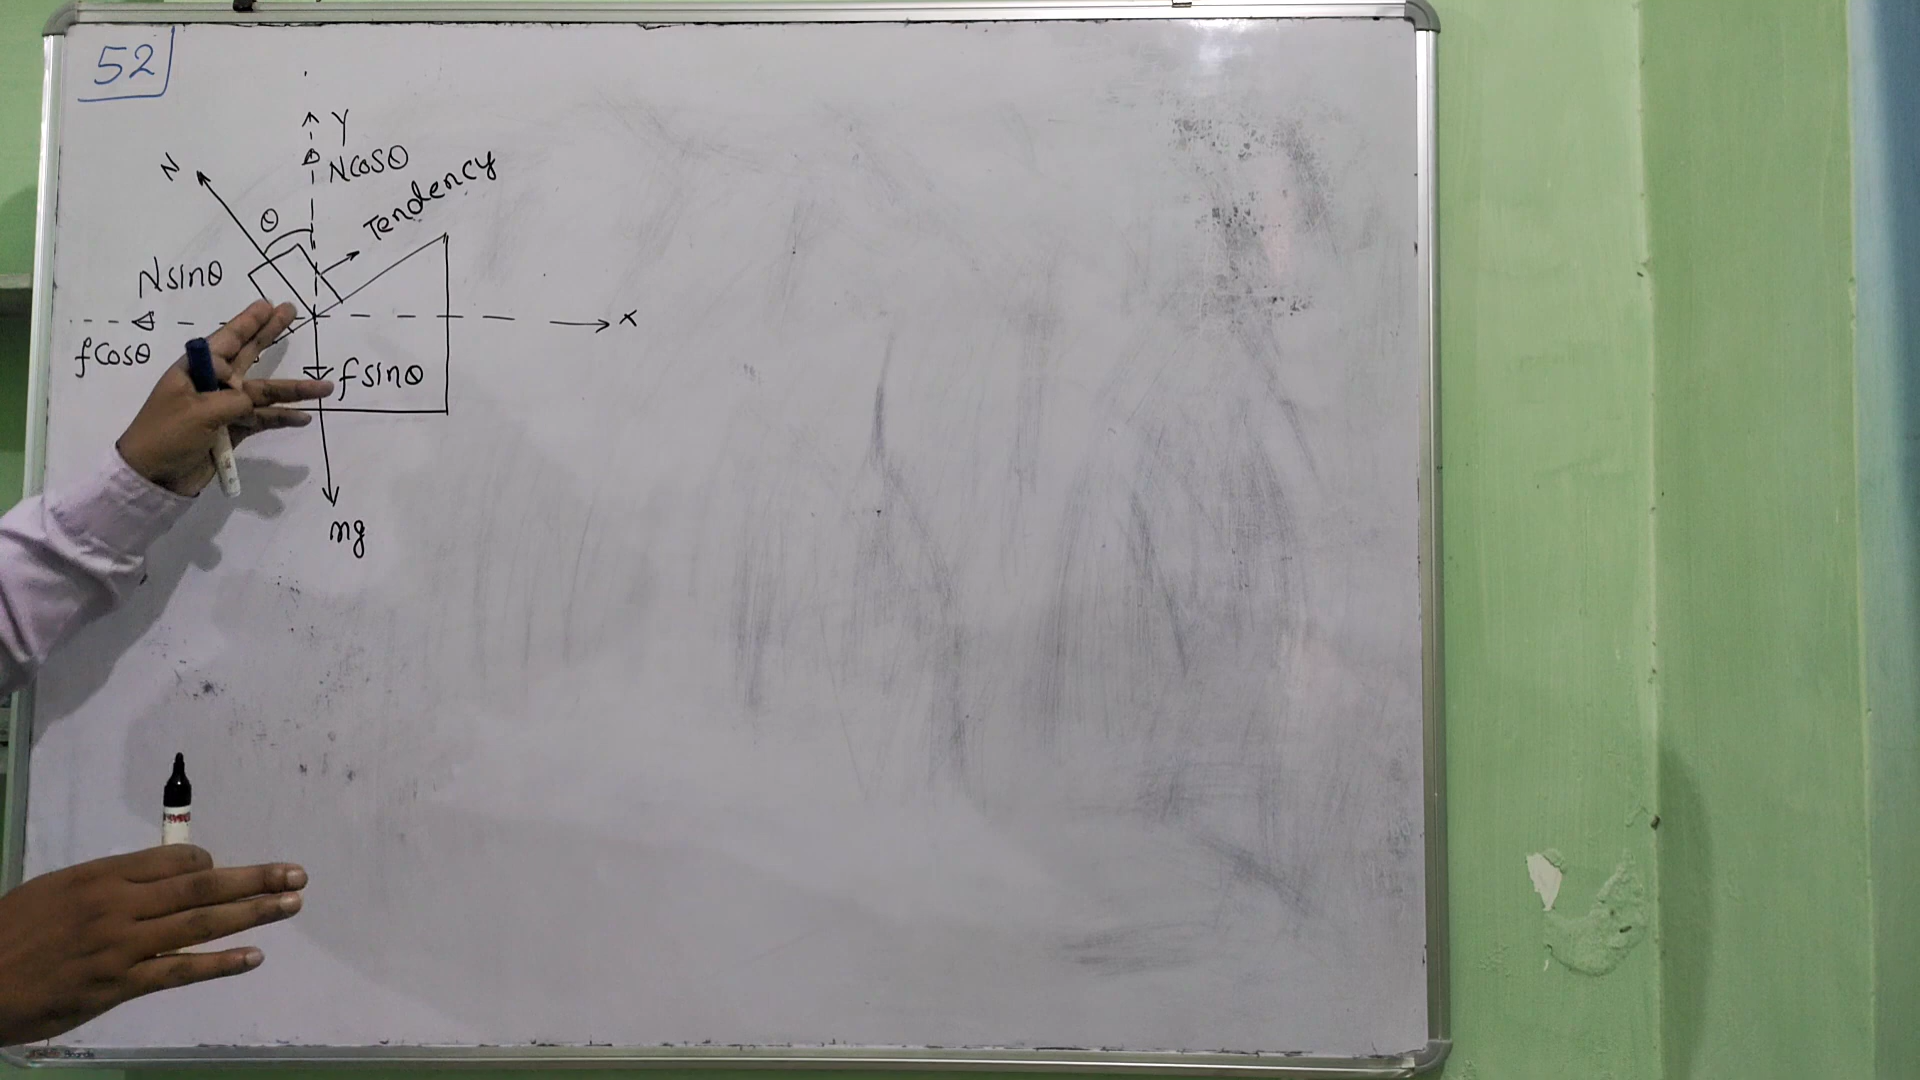 52
Y
N
Ncosθ
Tendency
θ
Nsinθ
x
fcosθ
fsinθ
mg